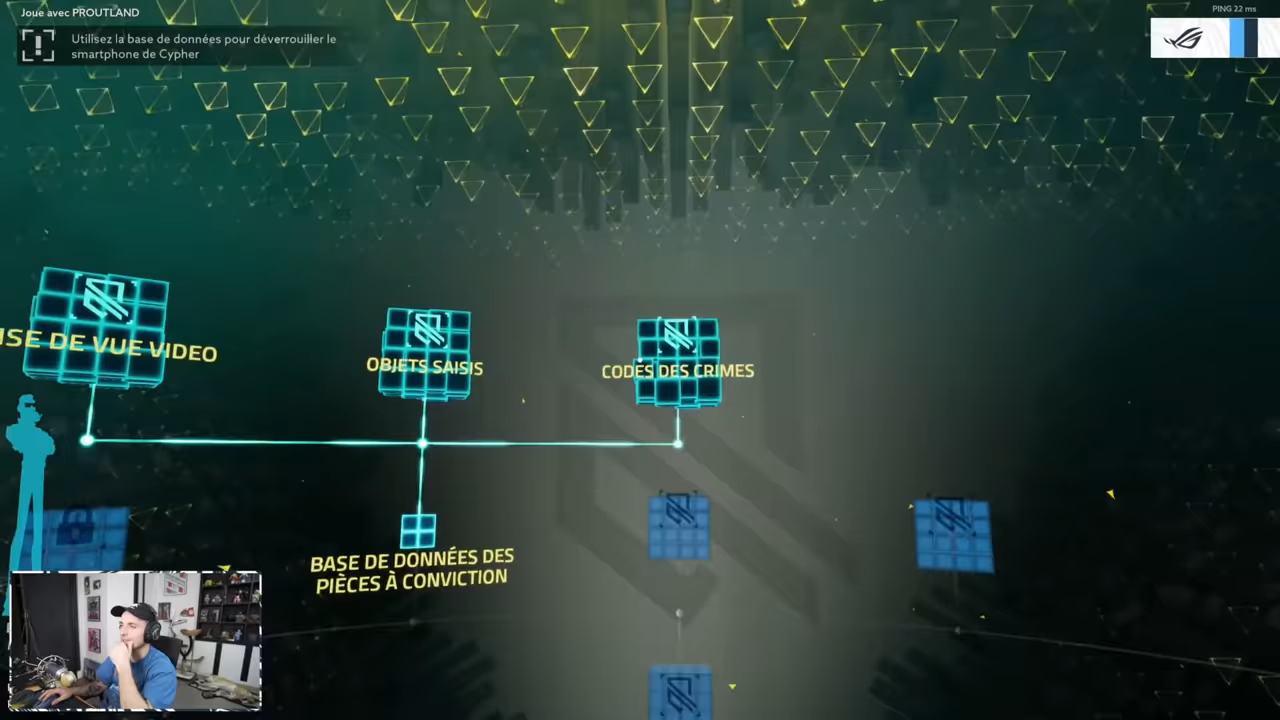 Joue avec PROUTLAND
PING 22 ms
Utilisez la base de données pour déverrouiller le
smartphone de Cypher
ISE DE VUE VIDEO
OBJETS SAISIS
CODES DES CRIMES
BASE DE DONNÉES DES
PIÈCES À CONVICTION